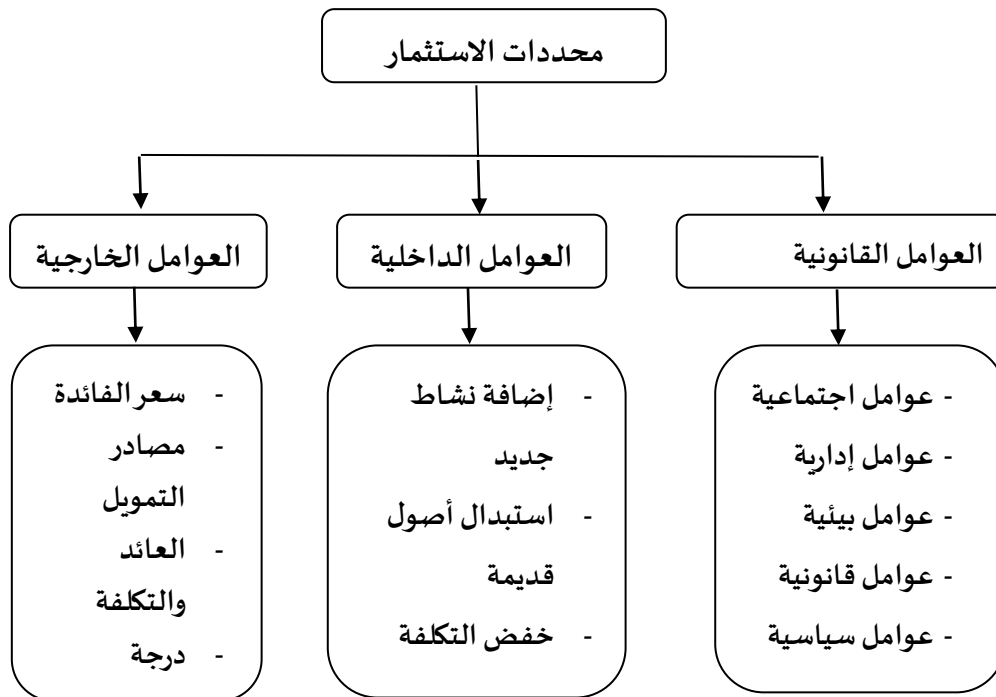 محددات الاستثمار
العوامل القانونية
العوامل الداخلية
العوامل الخارجية
- عوامل اجتماعية
- عوامل إدارية
- عوامل بيئية
- عوامل قانونية
- عوامل سياسية
- إضافة نشاط
جديد
- استبدال أصول
قديمة
- خفض التكلفة
- سعر الفائدة
- مصادر
التمويل
- العائد
والتكلفة
- درجة